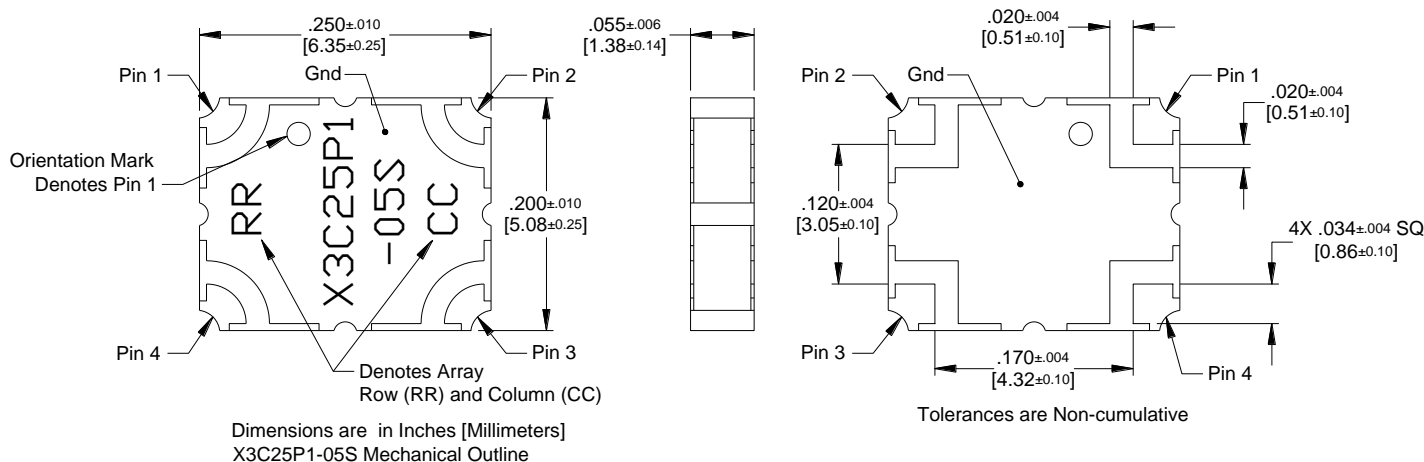 .250±.010
[6.35±0.25]
Pin 1
Gnd
Pin 2
Orientation Mark
Denotes Pin 1
RR
X3C25P1
-05S
CC
.200±.010
[5.08±0.25]
Pin 4
Pin 3
Denotes Array
Row (RR) and Column (CC)
Dimensions are in Inches [Millimeters]
X3C25P1-05S Mechanical Outline
.055±.006
[1.38±0.14]
.020±.004
[0.51±0.10]
Pin 2
Gnd
Pin 1
.020±.004
[0.51±0.10]
.120±.004
[3.05±0.10]
4X .034±.004 SQ
[0.86±0.10]
Pin 3
.170±.004
[4.32±0.10]
Pin 4
Tolerances are Non-cumulative